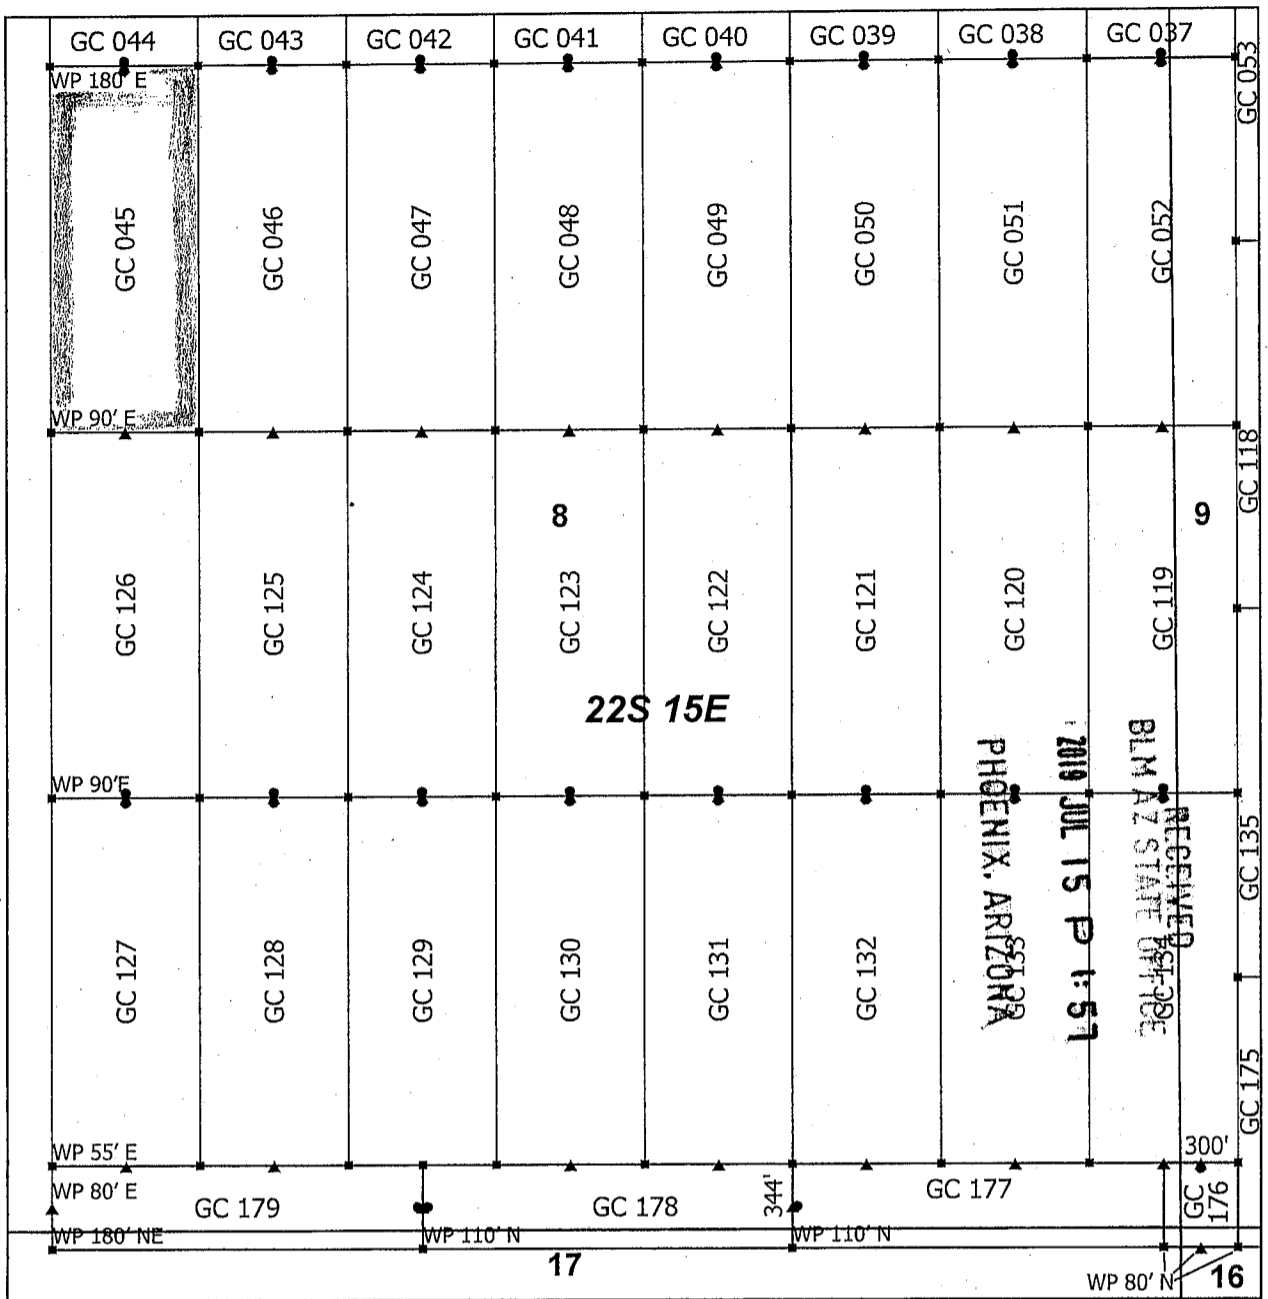 GC 044 GC 043 GC 042 GC 041 GC 040 GC 039 GC 038 GC 037
GC 053
WP 180' E
GC 045 GC 046 GC 047 GC 048 GC 049 GC 050 GC 051 GC 052
WP 90' E
GC 118
8
9
GC 126 GC 125 GC 124 GC 123 GC 122 GC 121 GC 120 GC 119
22S 15E
WP 90'E
RECEIVED
BLM AZ STATE OFFICE
2019 JUL 15 P 1:57
PHOENIX, ARIZONA
GC 135
GC 127 GC 128 GC 129 GC 130 GC 131 GC 132 GC 133 GC 134
GC 175
WP 55' E
300'
WP 80' E
GC 179
GC 178
344'
GC 177
GC 176
WP 180' NE
WP 110' N
WP 110' N
17
WP 80' N
16